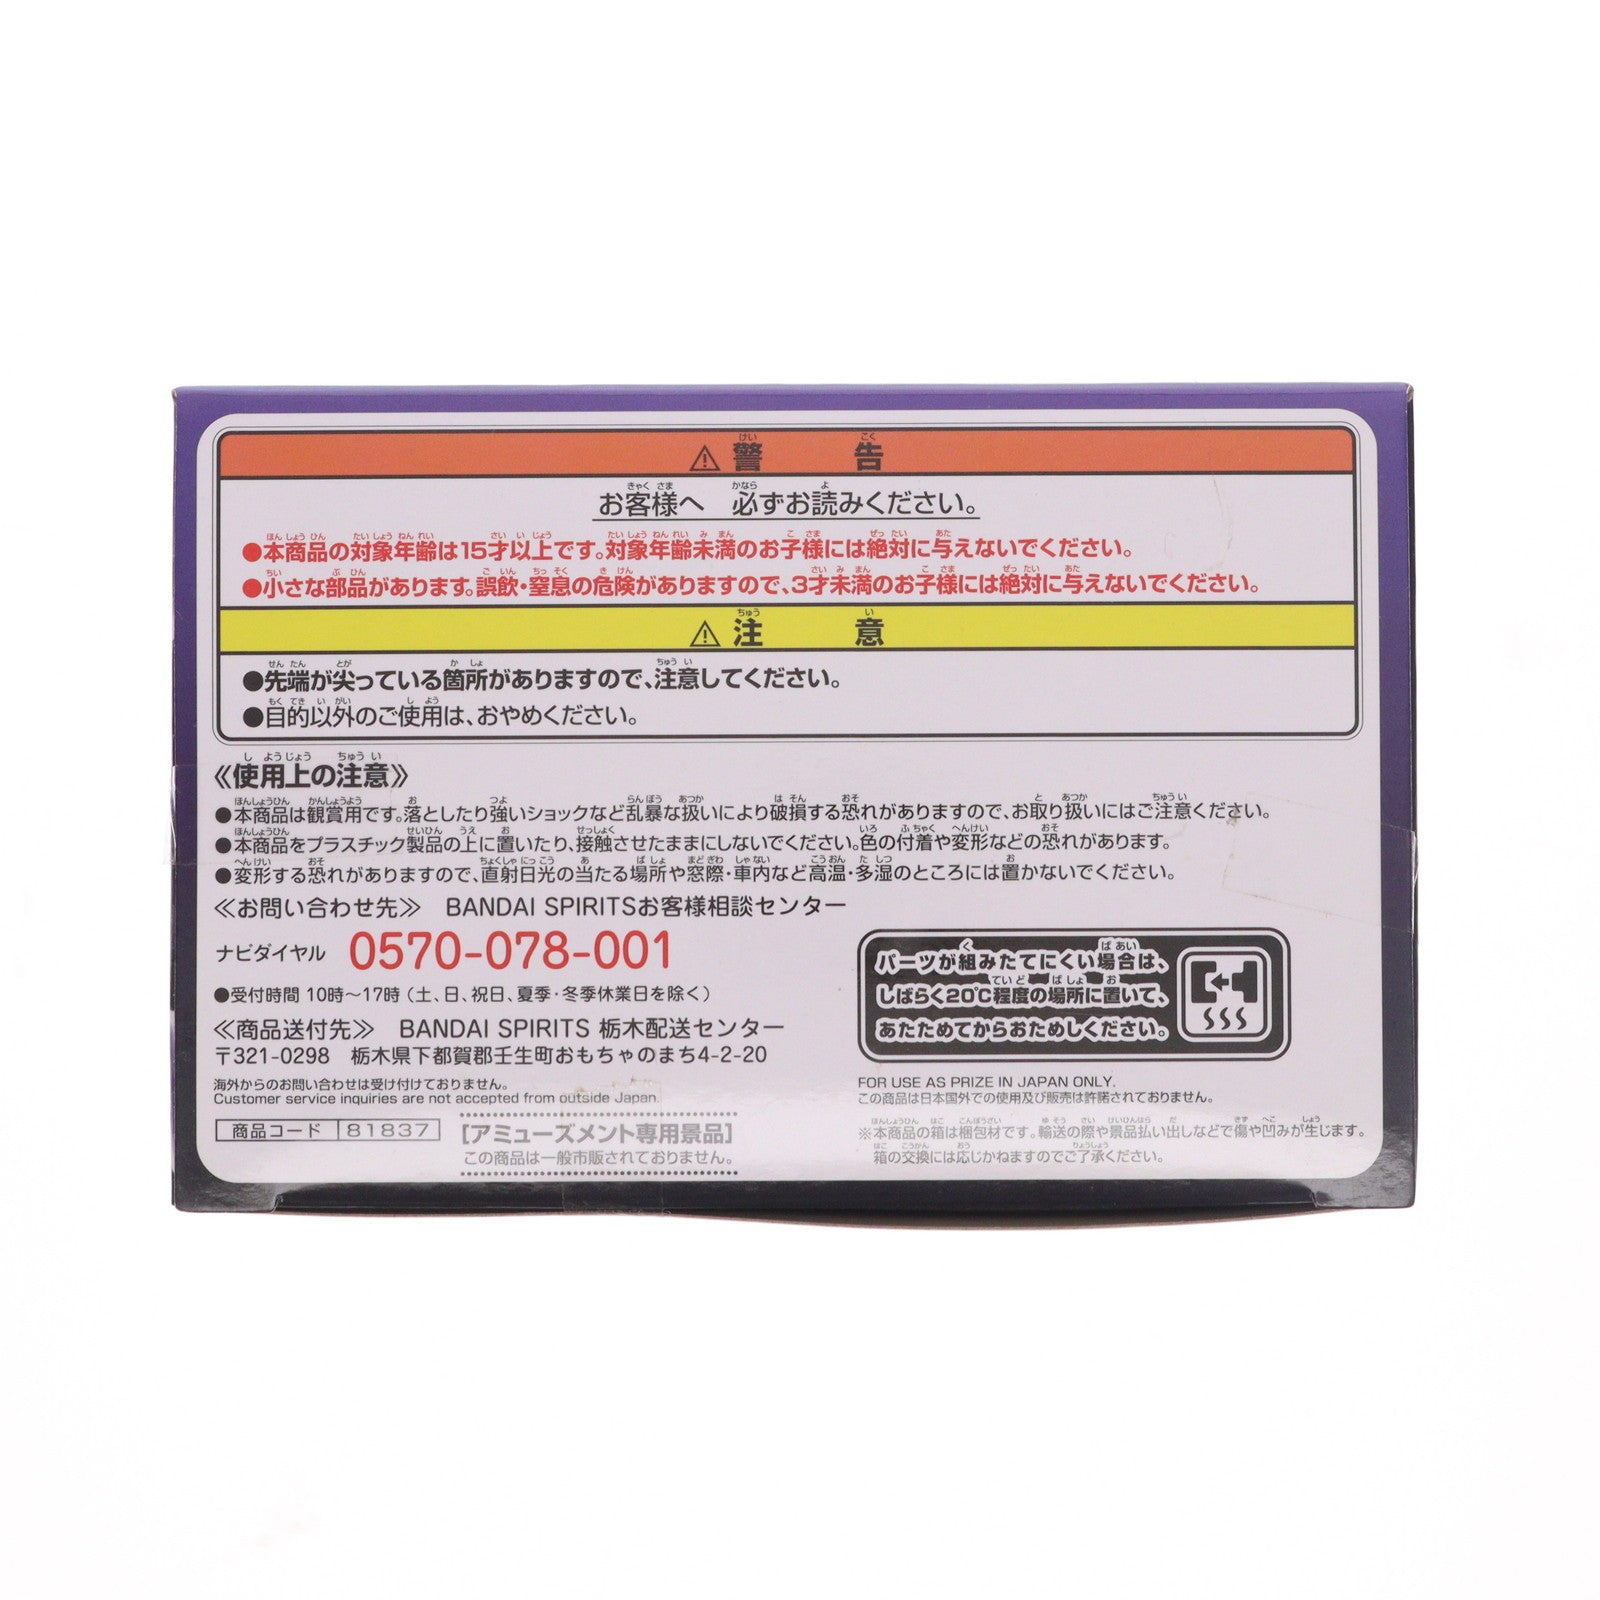 ⚠警告
お客様へ 必ずお読みください。
●本商品の対象年齢は15才以上です。対象年齢未満のお子様には絶対に与えないでください。
●小さな部品があります。誤飲・窒息の危険がありますので、3才未満のお子様には絶対に与えないでください。
⚠注意
●先端が尖っている箇所がありますので、注意してください。
●目的以外のご使用は、おやめください。
《使用上の注意》
●本商品は観賞用です。落としたり強いショックなど乱暴な扱いにより破損する恐れがありますので、お取り扱いにはご注意ください。
●本商品をプラスチック製品の上に置いたり、接触させたままにしないでください。色の付着や変形などの恐れがあります。
●変形する恐れがありますので、直射日光の当たる場所や窓際・車内など高温・多湿のところには置かないでください。
≪お問い合わせ先≫ BANDAI SPIRITSお客様相談センター
ナビダイヤル 0570-078-001
●受付時間 10時〜17時（土、日、祝日、夏季・冬季休業日を除く）
≪商品送付先≫ BANDAI SPIRITS 栃木配送センター
〒321-0298 栃木県下都賀郡壬生町おもちゃのまち4-2-20
海外からのお問い合わせは受け付けておりません。
Customer service inquiries are not accepted from outside Japan.
商品コード 81837
[アミューズメント専用景品]
この商品は一般市販されておりません。
パーツが組みたてにくい場合は、
しばらく20℃程度の場所に置いて、
あたためてからおためしください。
FOR USE AS PRIZE IN JAPAN ONLY.
この商品は日本国外での使用及び販売は許諾されておりません。
※本商品の箱は梱包材です。輸送の際や景品払い出しなどで傷や凹みが生じます。
箱の交換には応じかねますのでご了承ください。